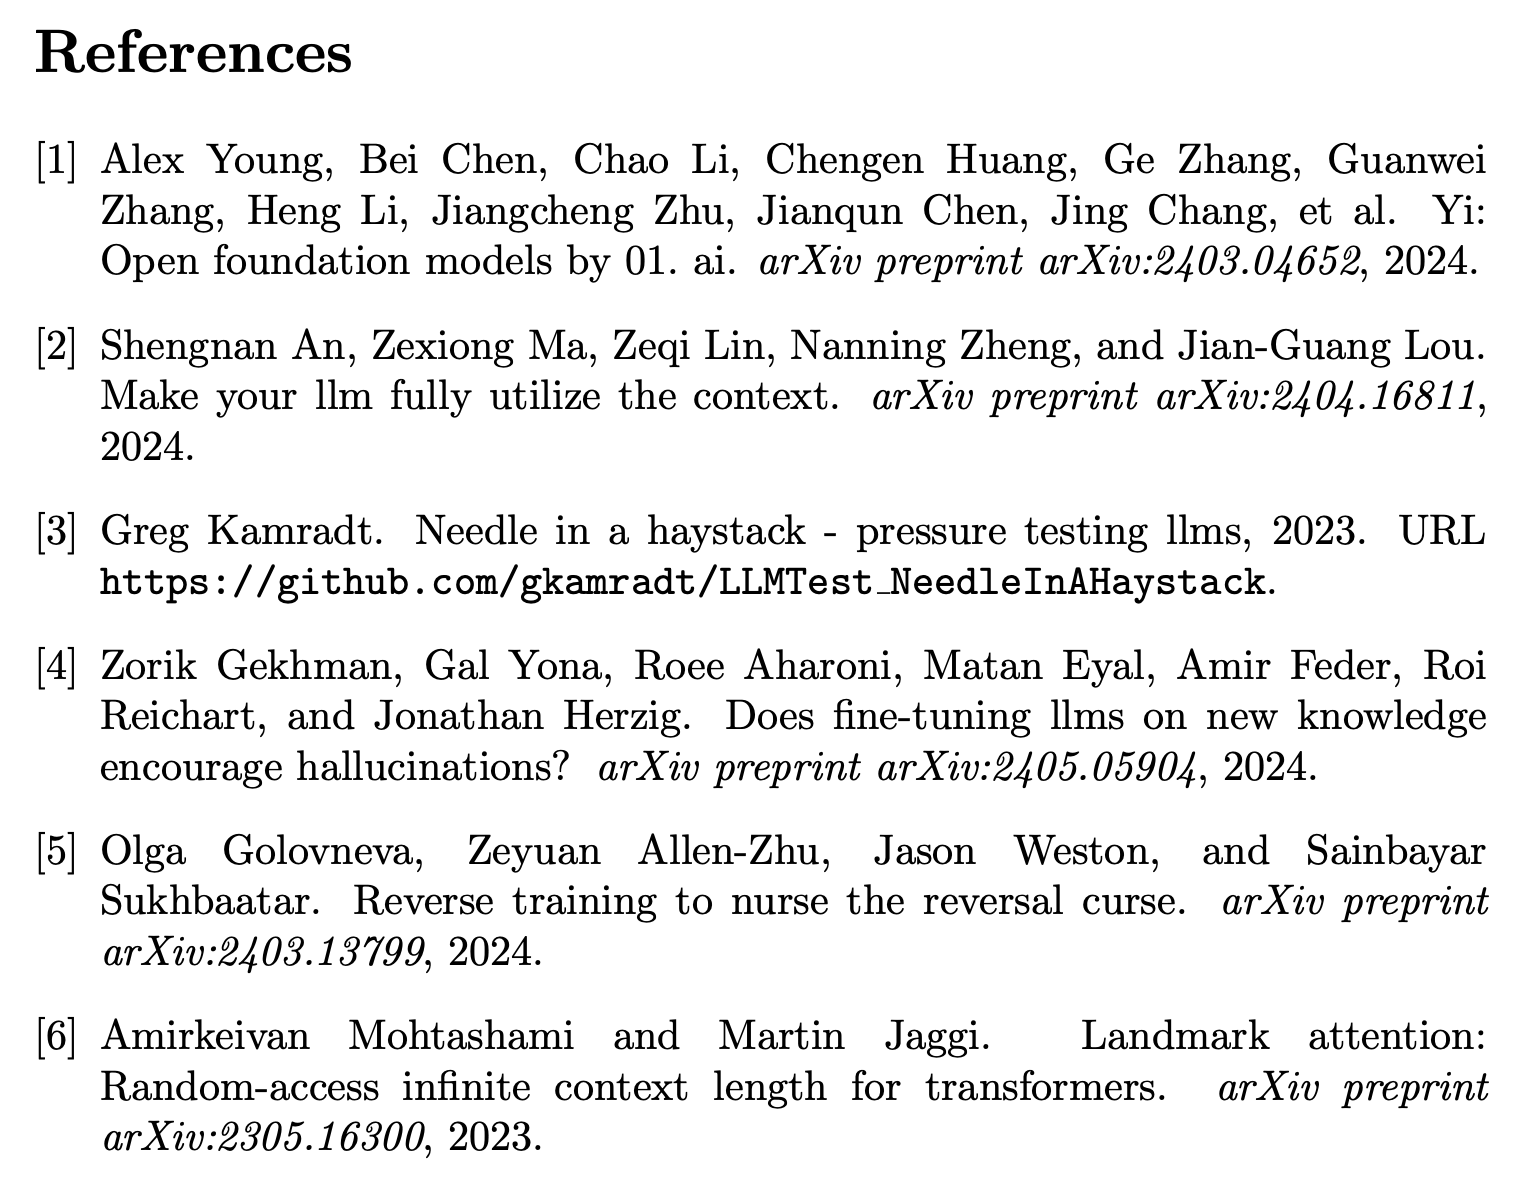 References
[1] Alex Young, Bei Chen, Chao Li, Chengen Huang, Ge Zhang, Guanwei
Zhang, Heng Li, Jiangcheng Zhu, Jianqun Chen, Jing Chang, et al. Yi:
Open foundation models by 01. ai. arXiv preprint arXiv:2403.04652, 2024.
[2] Shengnan An, Zexiong Ma, Zeqi Lin, Nanning Zheng, and Jian-Guang Lou.
Make your llm fully utilize the context. arXiv preprint arXiv:2404.16811,
2024.
[3] Greg Kamradt. Needle in a haystack - pressure testing llms, 2023. URL
https://github.com/gkamradt/LLMTest_NeedleInAHaystack.
[4] Zorik Gekhman, Gal Yona, Roee Aharoni, Matan Eyal, Amir Feder, Roi
Reichart, and Jonathan Herzig. Does fine-tuning llms on new knowledge
encourage hallucinations? arXiv preprint arXiv:2405.05904, 2024.
[5] Olga Golovneva, Zeyuan Allen-Zhu, Jason Weston, and Sainbayar
Sukhbaatar. Reverse training to nurse the reversal curse. arXiv preprint
arXiv:2403.13799, 2024.
[6] Amirkeivan Mohtashami and Martin Jaggi. Landmark attention:
Random-access infinite context length for transformers. arXiv preprint
arXiv:2305.16300, 2023.